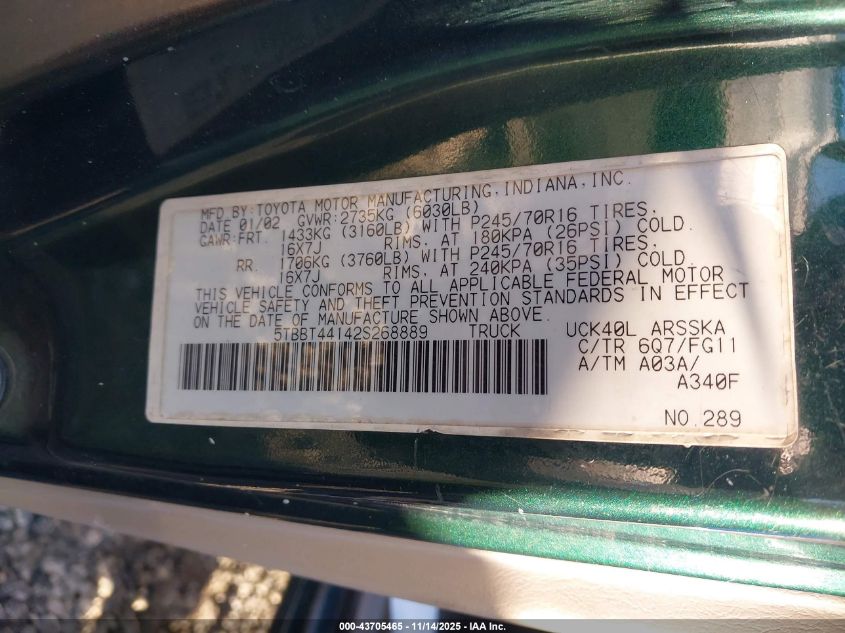 MFD.BY:TOYOTA MOTOR MANUFACTURING, INDIANA, INC.
DATE 01/02 GVWR:2735KG (6030LB)
GAWR:FRT. 1433KG (3160LB) WITH P245/70R16 TIRES,
16X7J RIMS, AT 180KPA (26PSI) COLD.
RR. 1706KG (3760LB) WITH P245/70R16 TIRES,
16X7J RIMS, AT 240KPA (35PSI) COLD.
THIS VEHICLE CONFORMS TO ALL APPLICABLE FEDERAL MOTOR
VEHICLE SAFETY AND THEFT PREVENTION STANDARDS IN EFFECT
ON THE DATE OF MANUFACTURE SHOWN ABOVE.
5TBBT44142S268889 TRUCK UCK40L ARSSKA
C/TR 6Q7/FG11
A/TM A03A/
A340F
NO.289
000-43705465 | 11/14/2025 | IAA Inc.